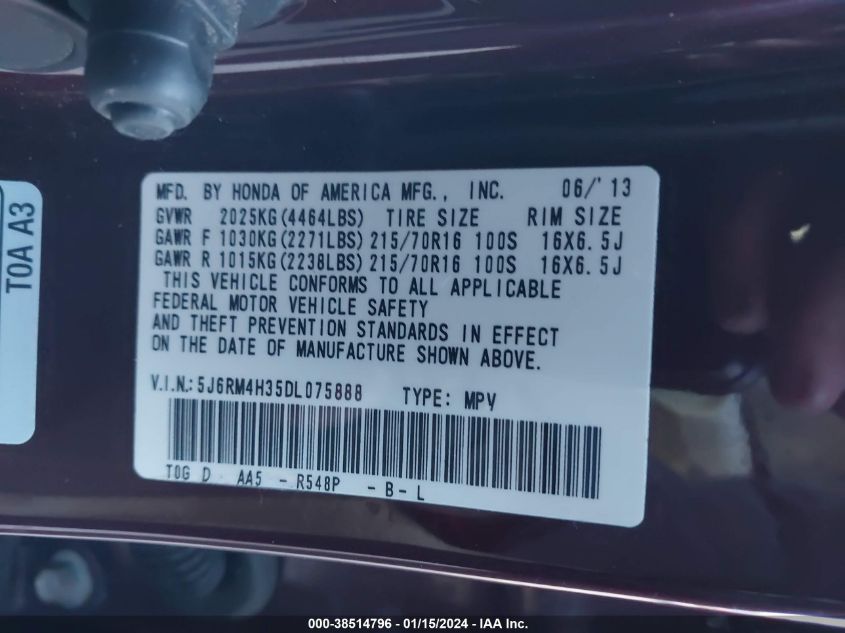 MFD. BY HONDA OF AMERICA MFG., INC. 06/'13
GVWR 2025KG(4464LBS) TIRE SIZE RIM SIZE
GAWR F 1030KG(2271LBS) 215/70R16 100S 16X6.5J
GAWR R 1015KG(2238LBS) 215/70R16 100S 16X6.5J
THIS VEHICLE CONFORMS TO ALL APPLICABLE
FEDERAL MOTOR VEHICLE SAFETY
AND THEFT PREVENTION STANDARDS IN EFFECT
ON THE DATE OF MANUFACTURE SHOWN ABOVE.
V.I.N.: 5J6RM4H35DL075888 TYPE: MPV
T0G D AA5 - R548P - B - L
T0A A3
000-38514796 - 01/15/2024 - IAA Inc.